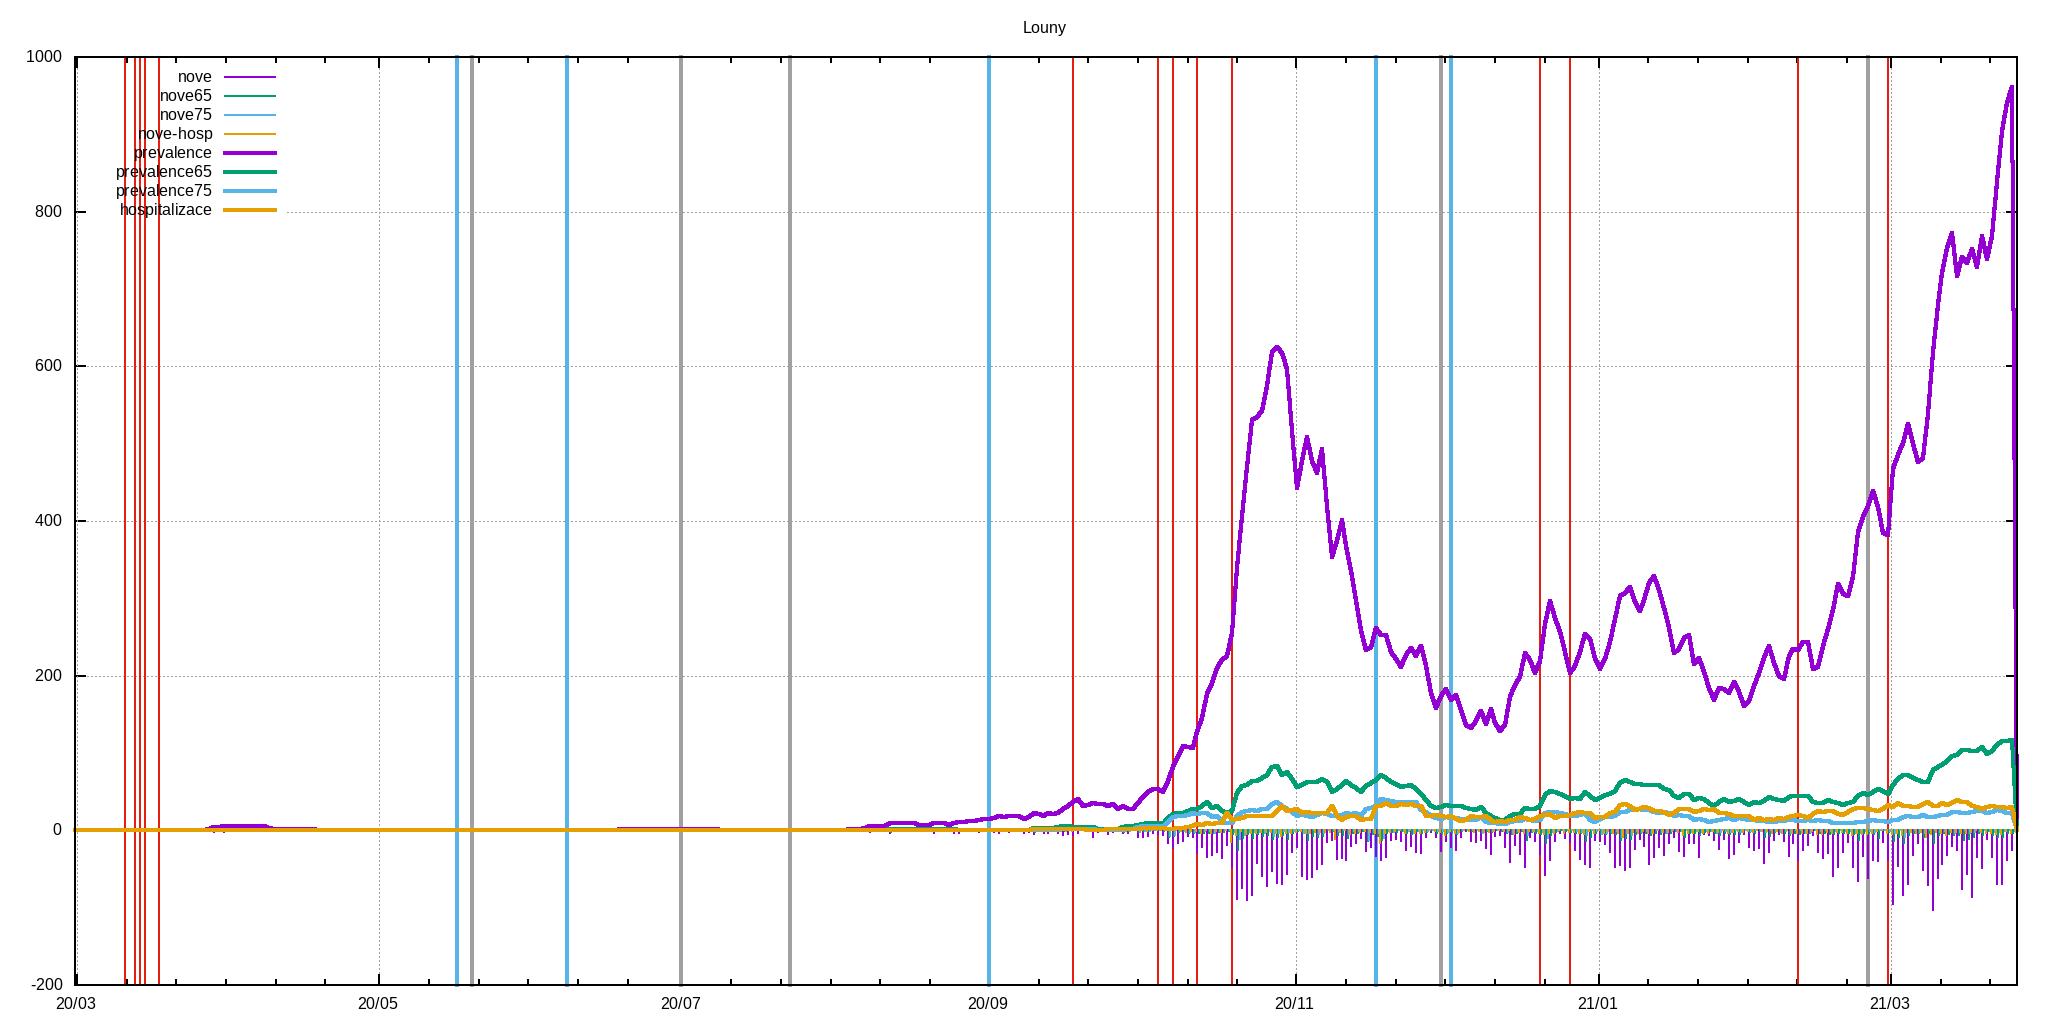 Louny
1000
nove
nove65
nove75
nove-hosp
prevalence
prevalence65
prevalence75
hospitalizace
800
600
400
200
0
-200
20/03 20/05 20/07 20/09 20/11 21/01 21/03